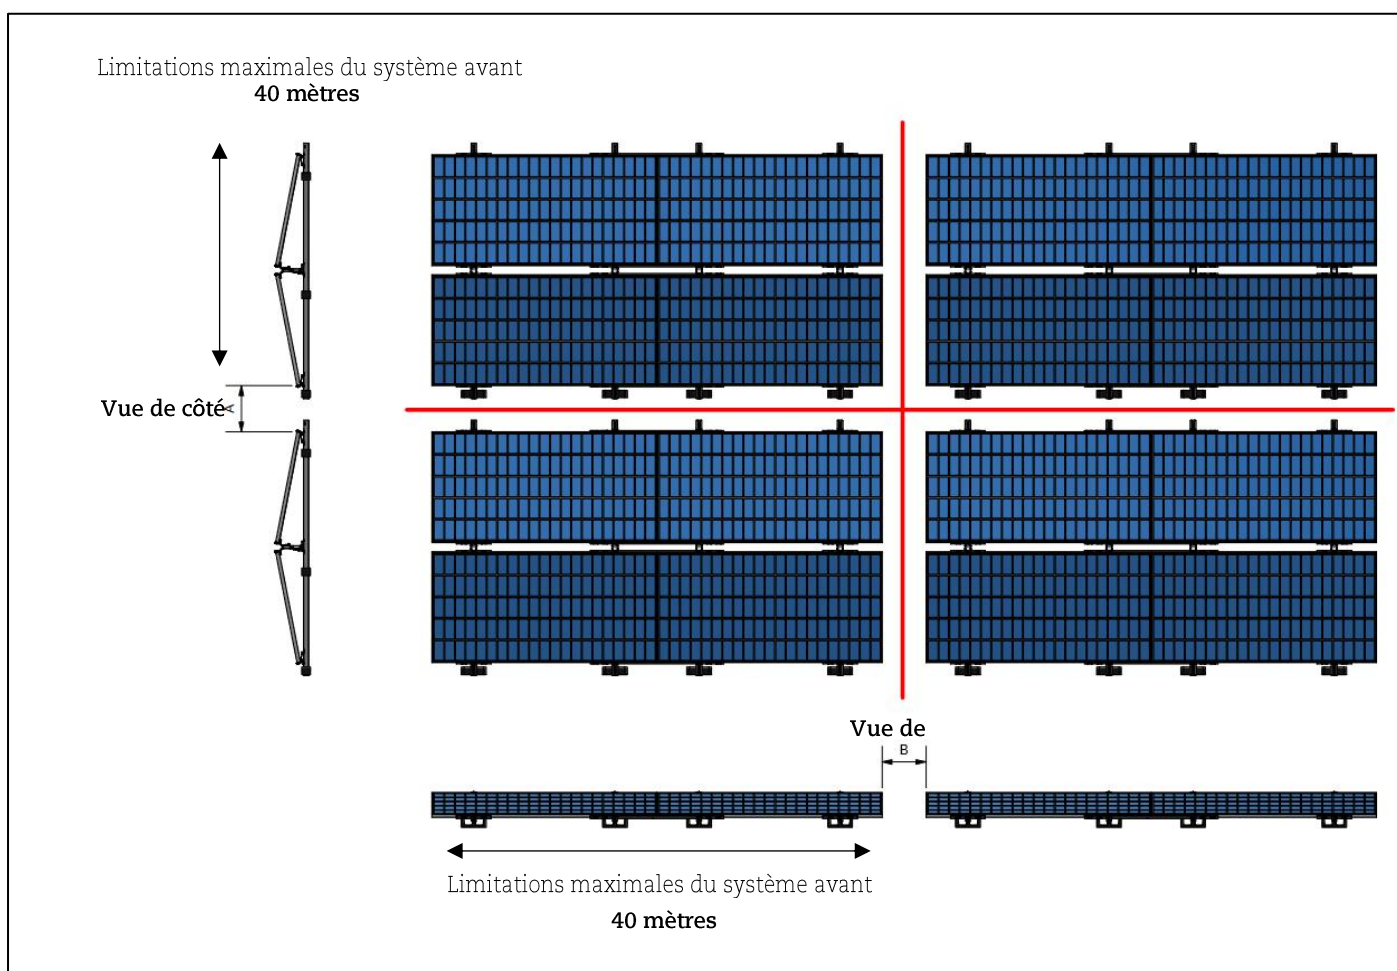 Limitations maximales du système avant
40 mètres
Vue de côté
A
Vue de
B
Limitations maximales du système avant
40 mètres